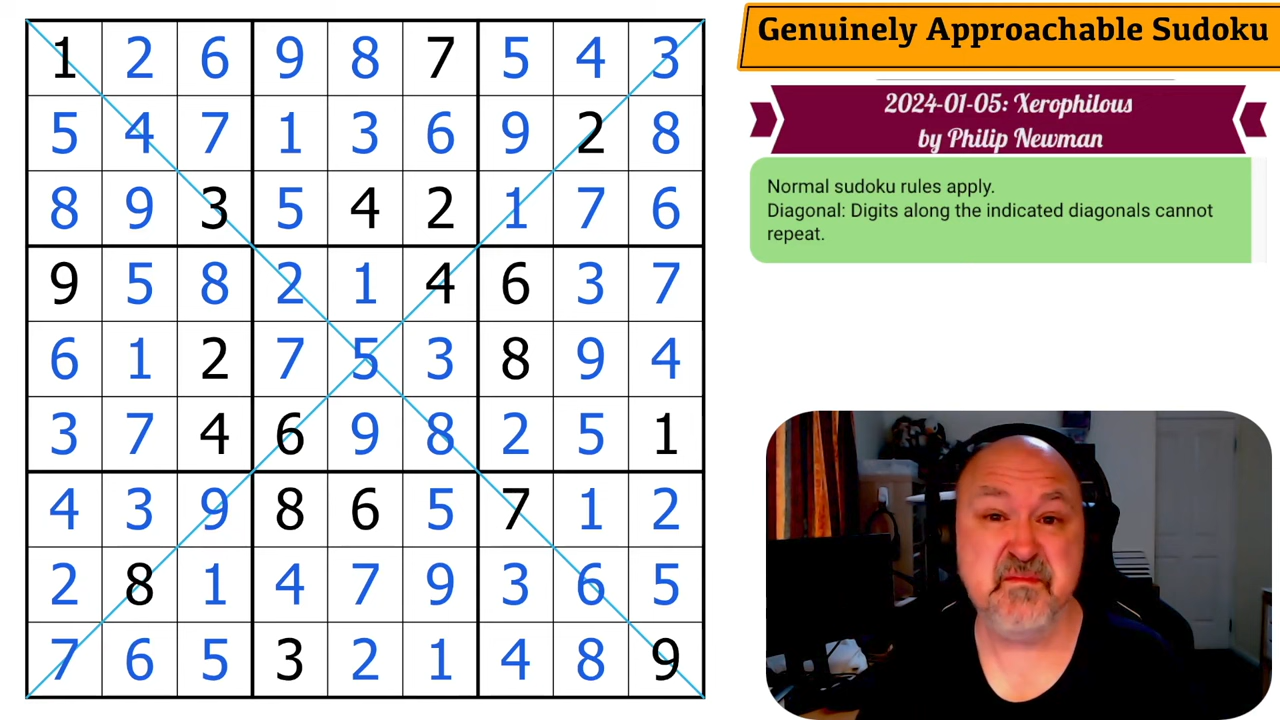 Genuinely Approachable Sudoku
2024-01-05: Xerophilous
by Philip Newman
Normal sudoku rules apply.
Diagonal: Digits along the indicated diagonals cannot
repeat.
1 2 6 9 8 7 5 4 3
5 4 7 1 3 6 9 2 8
8 9 3 5 4 2 1 7 6
9 5 8 2 1 4 6 3 7
6 1 2 7 5 3 8 9 4
3 7 4 6 9 8 2 5 1
4 3 9 8 6 5 7 1 2
2 8 1 4 7 9 3 6 5
7 6 5 3 2 1 4 8 9